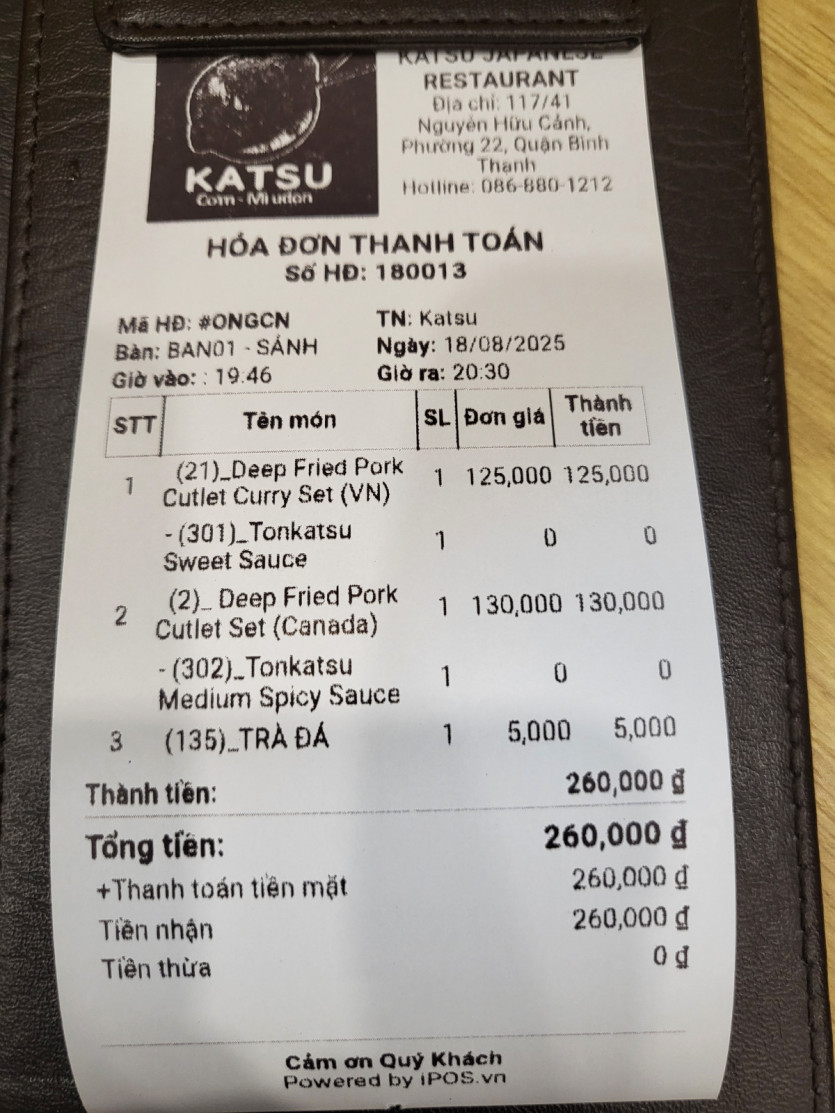 KATSU
Cơm - Mì udon
KATSU JAPANESE
RESTAURANT
Địa chỉ: 117/41
Nguyễn Hữu Cảnh,
Phường 22, Quận Bình
Thạnh
Hotline: 086-880-1212
HÓA ĐƠN THANH TOÁN
Số HĐ: 180013
Mã HĐ: #ONGCN TN: Katsu
Bàn: BAN01 - SẢNH Ngày: 18/08/2025
Giờ vào: : 19:46 Giờ ra: 20:30
STT Tên món SL Đơn giá Thành
tiền
1 (21)_Deep Fried Pork 1 125,000 125,000
Cutlet Curry Set (VN)
- (301)_Tonkatsu 1 0 0
Sweet Sauce
2 (2)_ Deep Fried Pork 1 130,000 130,000
Cutlet Set (Canada)
- (302)_Tonkatsu 1 0 0
Medium Spicy Sauce
3 (135)_TRÀ ĐÁ 1 5,000 5,000
Thành tiền: 260,000 ₫
Tổng tiền: 260,000 ₫
+Thanh toán tiền mặt 260,000 ₫
Tiền nhận 260,000 ₫
Tiền thừa 0 ₫
Cảm ơn Quý Khách
Powered by iPOS.vn